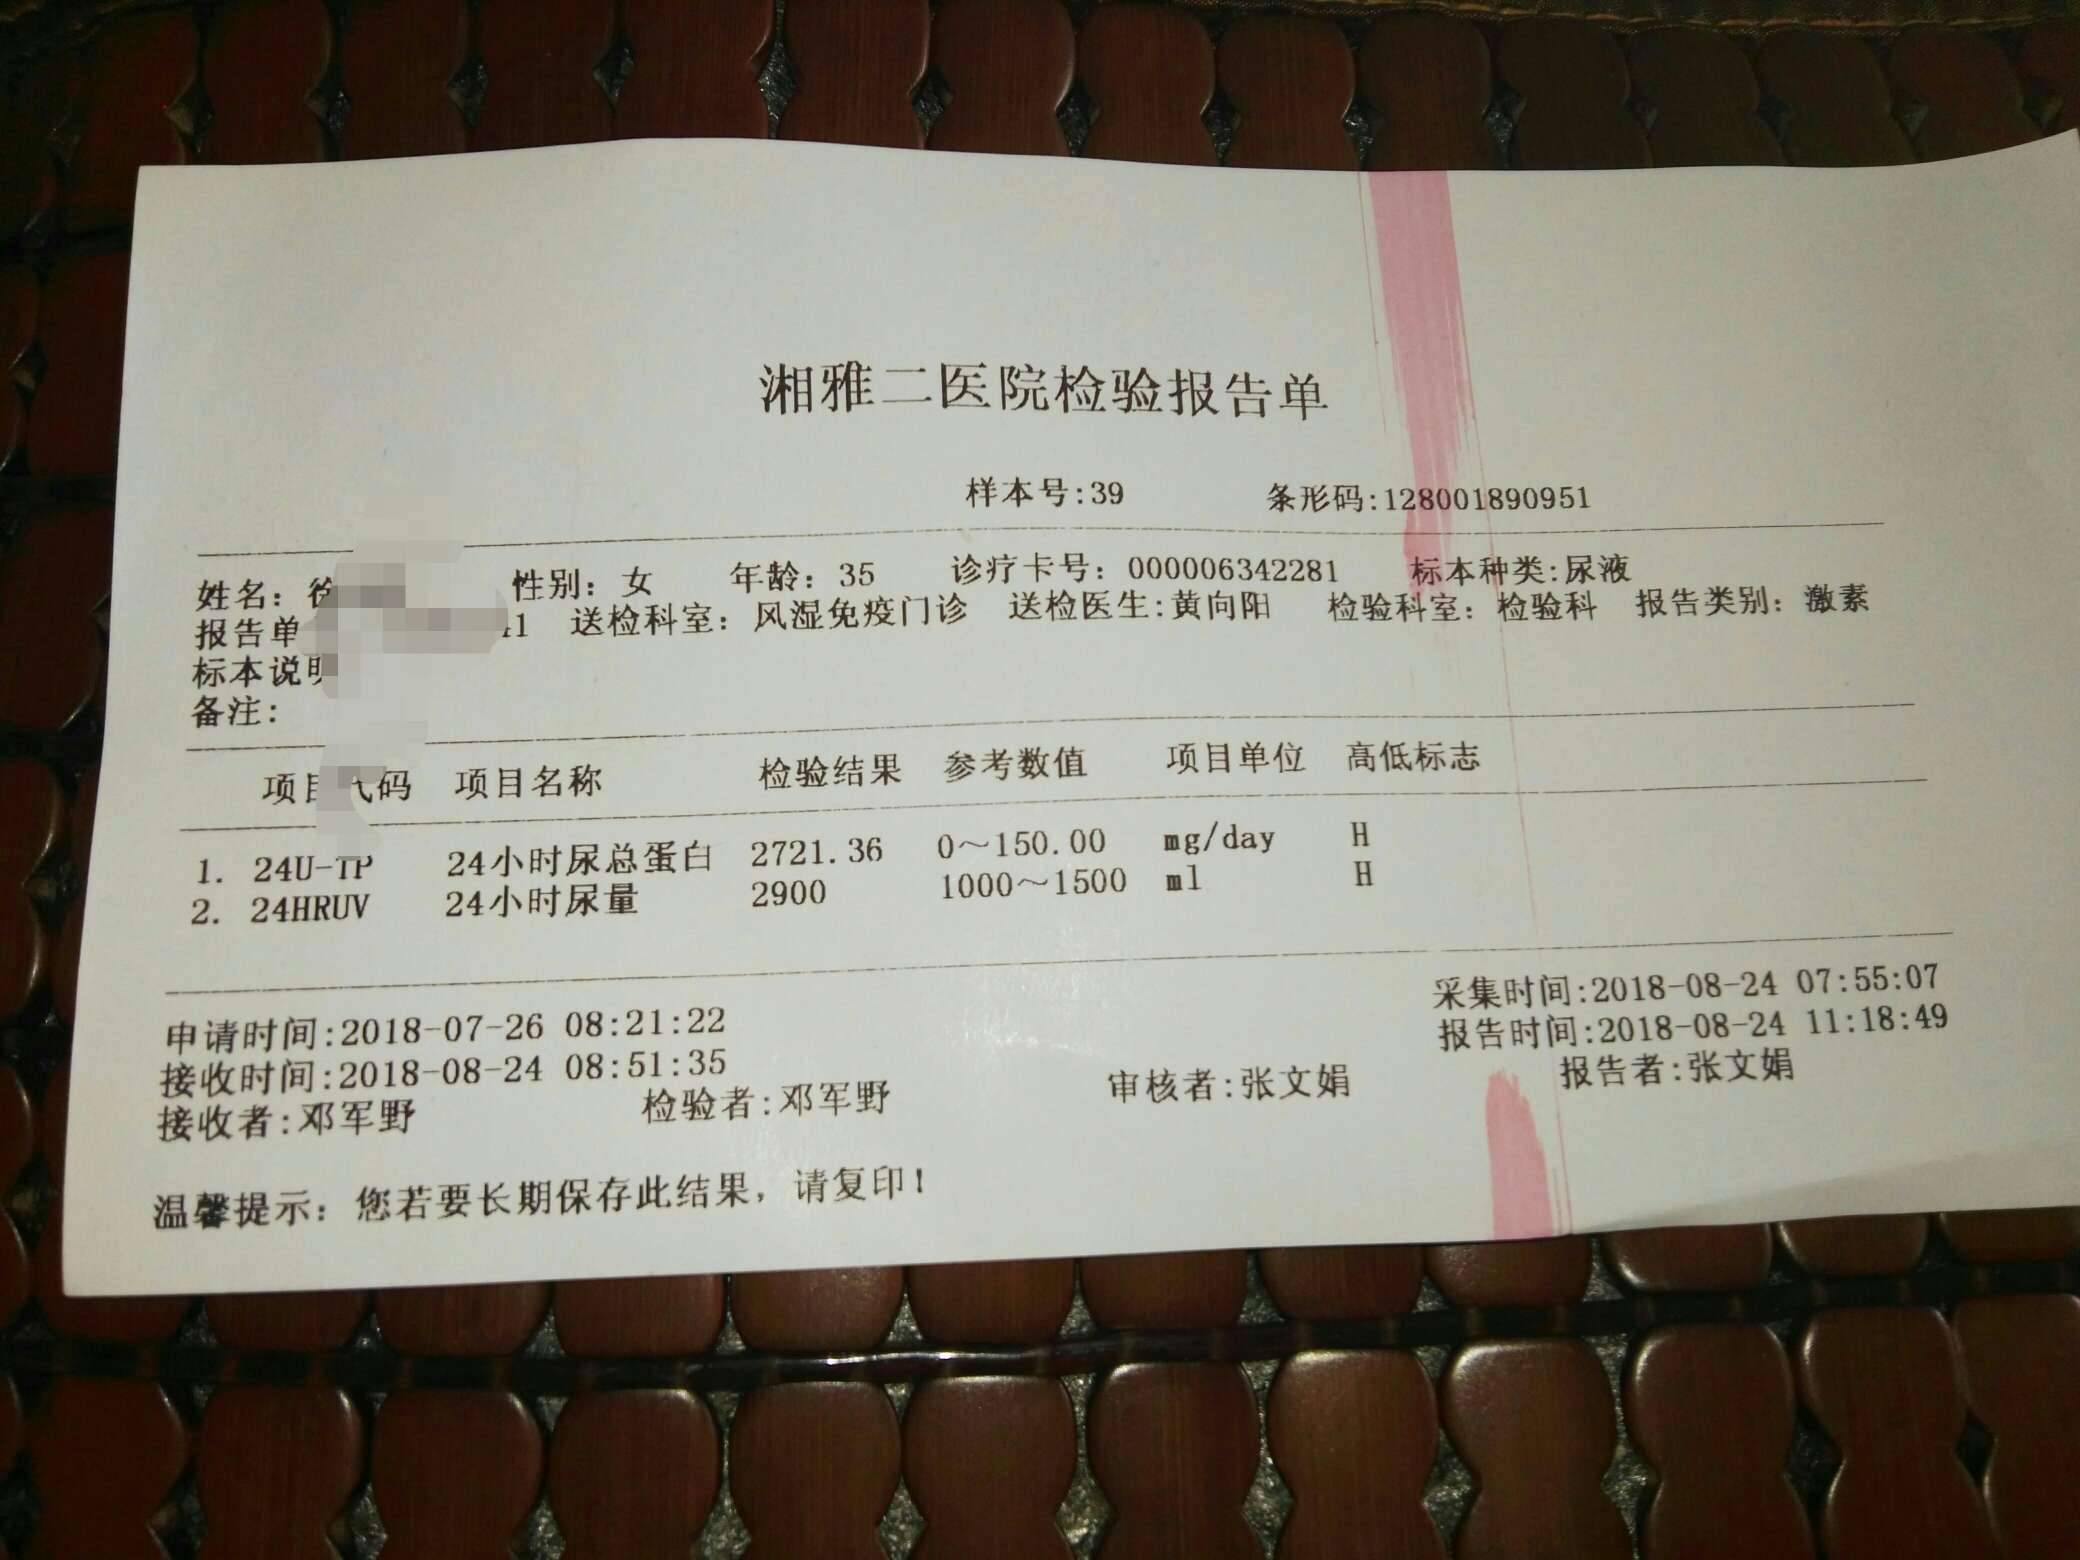 湘雅二医院检验报告单
样本号:39 条形码:128001890951
姓名: 徐 性别: 女 年龄: 35 诊疗卡号: 000006342281 标本种类:尿液
报告单 41 送检科室: 风湿免疫门诊 送检医生:黄向阳 检验科室: 检验科 报告类别: 激素
标本说明
备注:
项目代码 项目名称 检验结果 参考数值 项目单位 高低标志
1. 24U-TP 24小时尿总蛋白 2721.36 0～150.00 mg/day H
2. 24HRUV 24小时尿量 2900 1000～1500 ml H
采集时间:2018-08-24 07:55:07
申请时间:2018-07-26 08:21:22 报告时间:2018-08-24 11:18:49
接收时间:2018-08-24 08:51:35
接收者:邓军野 检验者:邓军野 审核者:张文娟 报告者:张文娟
温馨提示: 您若要长期保存此结果, 请复印!